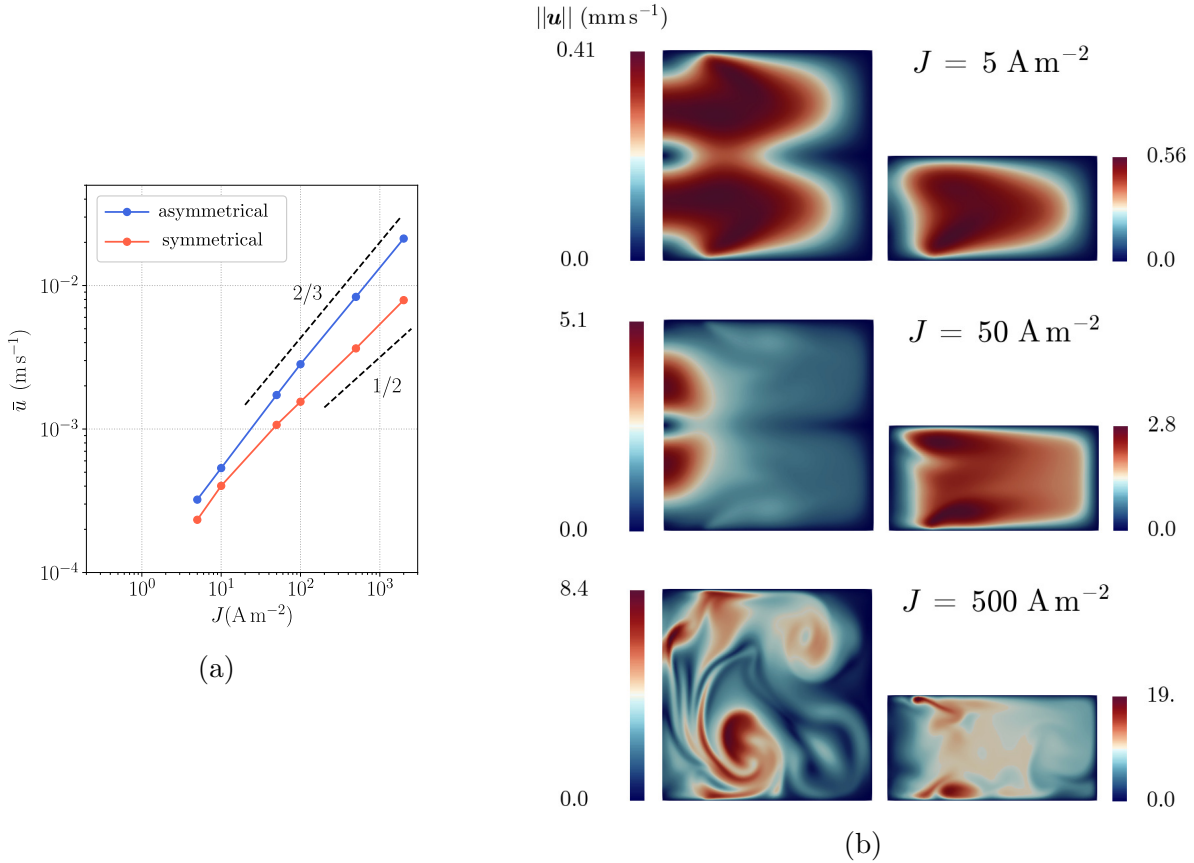 asymmetrical
symmetrical
2/3
1/2
10⁻²
10⁻³
10⁻⁴
ū (m s⁻¹)
10⁰ 10¹ 10² 10³
J(A m⁻²)
(a)
||u|| (mm s⁻¹)
0.41
0.0
J = 5 A m⁻²
0.56
0.0
5.1
0.0
J = 50 A m⁻²
2.8
0.0
8.4
0.0
J = 500 A m⁻²
19.
0.0
(b)